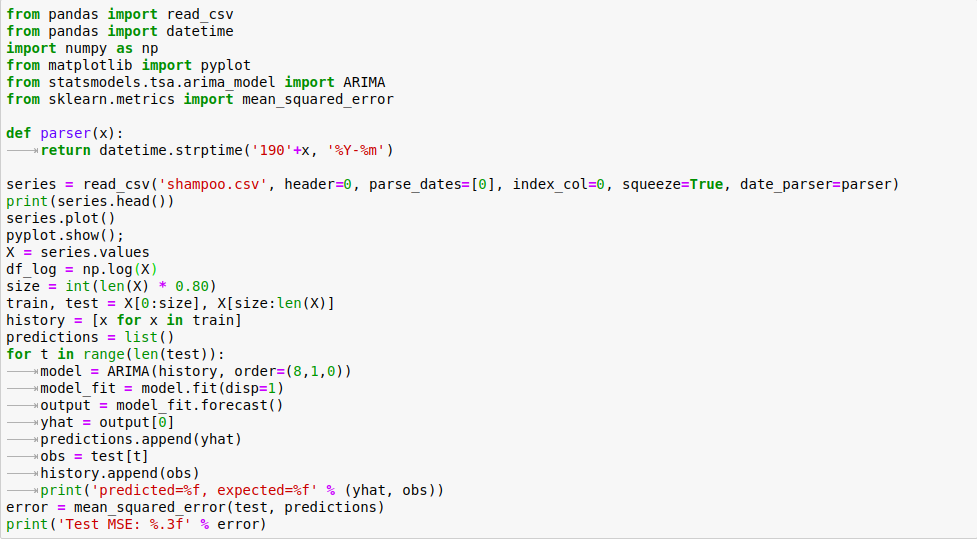 from pandas import read_csv
from pandas import datetime
import numpy as np
from matplotlib import pyplot
from statsmodels.tsa.arima_model import ARIMA
from sklearn.metrics import mean_squared_error

def parser(x):
    return datetime.strptime('190'+x, '%Y-%m')

series = read_csv('shampoo.csv', header=0, parse_dates=[0], index_col=0, squeeze=True, date_parser=parser)
print(series.head())
series.plot()
pyplot.show();
X = series.values
df_log = np.log(X)
size = int(len(X) * 0.80)
train, test = X[0:size], X[size:len(X)]
history = [x for x in train]
predictions = list()
for t in range(len(test)):
    model = ARIMA(history, order=(8,1,0))
    model_fit = model.fit(disp=1)
    output = model_fit.forecast()
    yhat = output[0]
    predictions.append(yhat)
    obs = test[t]
    history.append(obs)
    print('predicted=%f, expected=%f' % (yhat, obs))
error = mean_squared_error(test, predictions)
print('Test MSE: %.3f' % error)